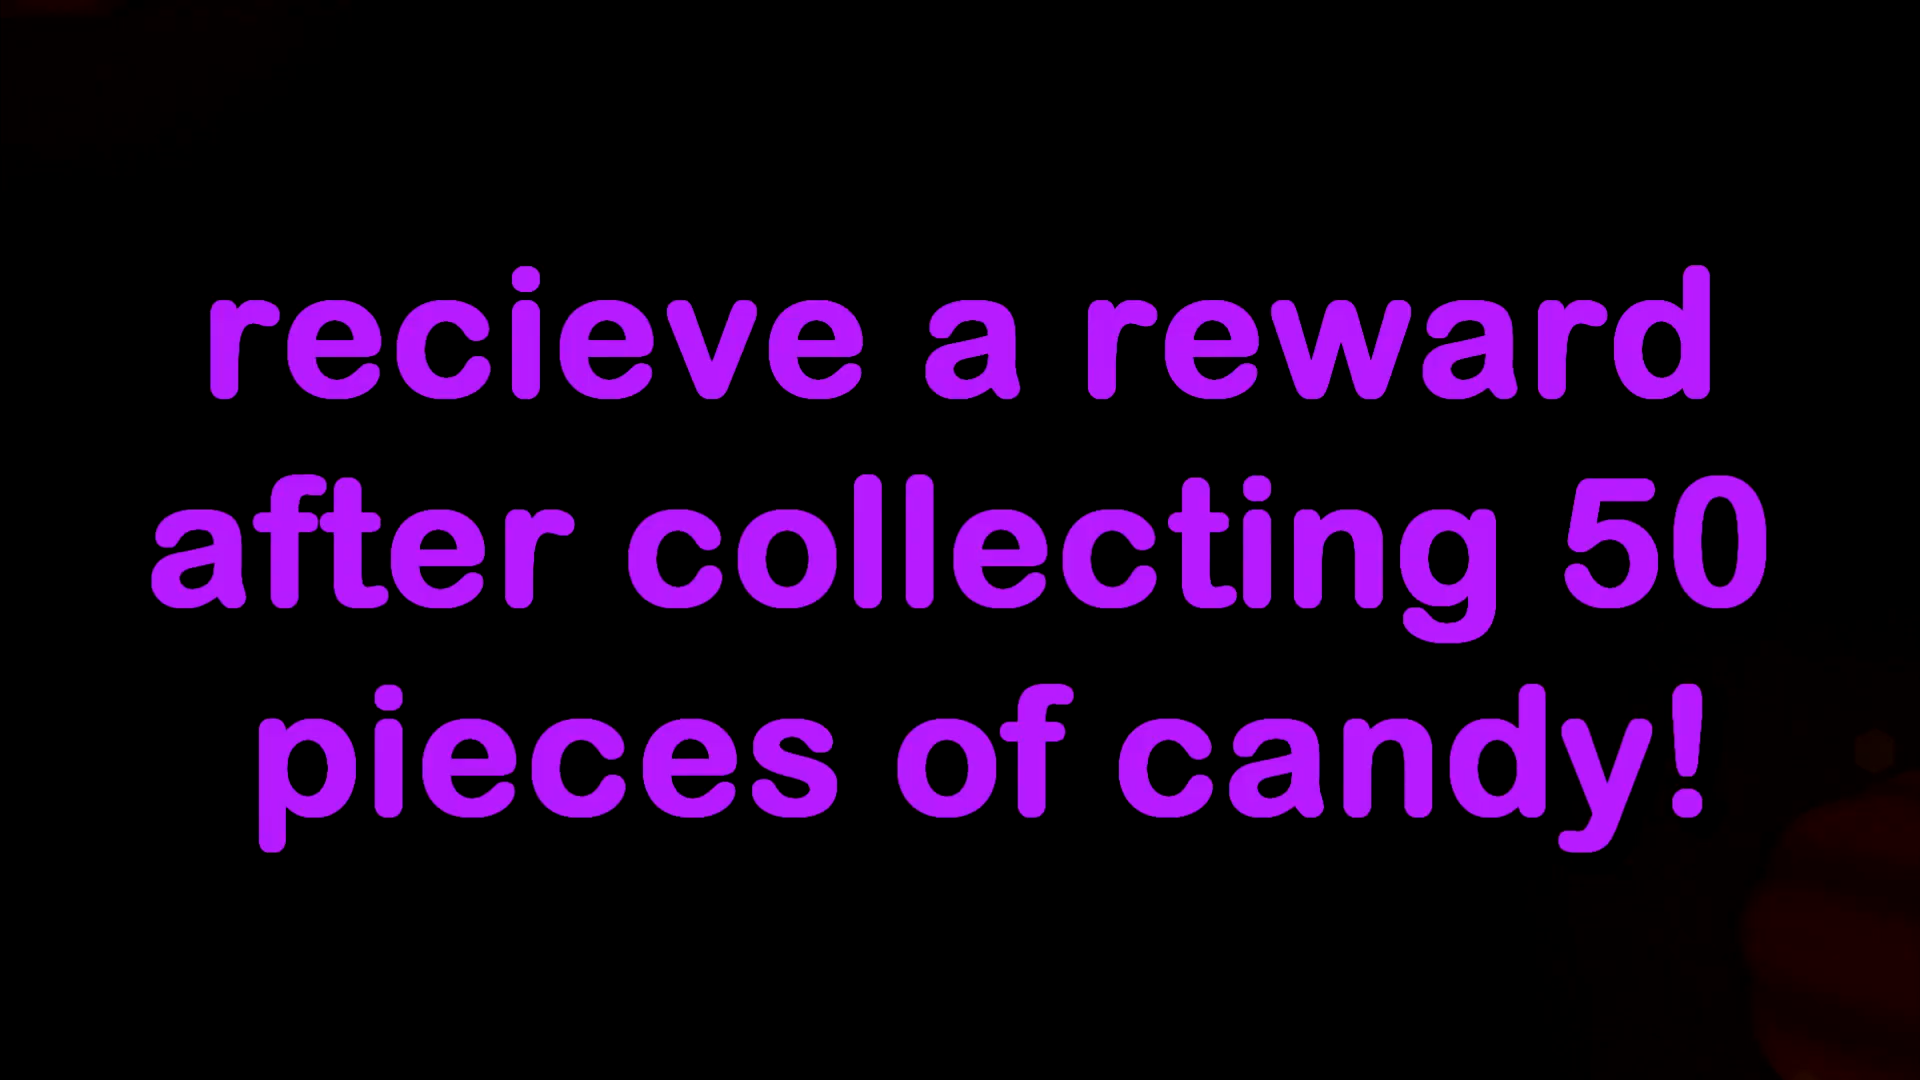 recieve a reward
after collecting 50
pieces of candy!